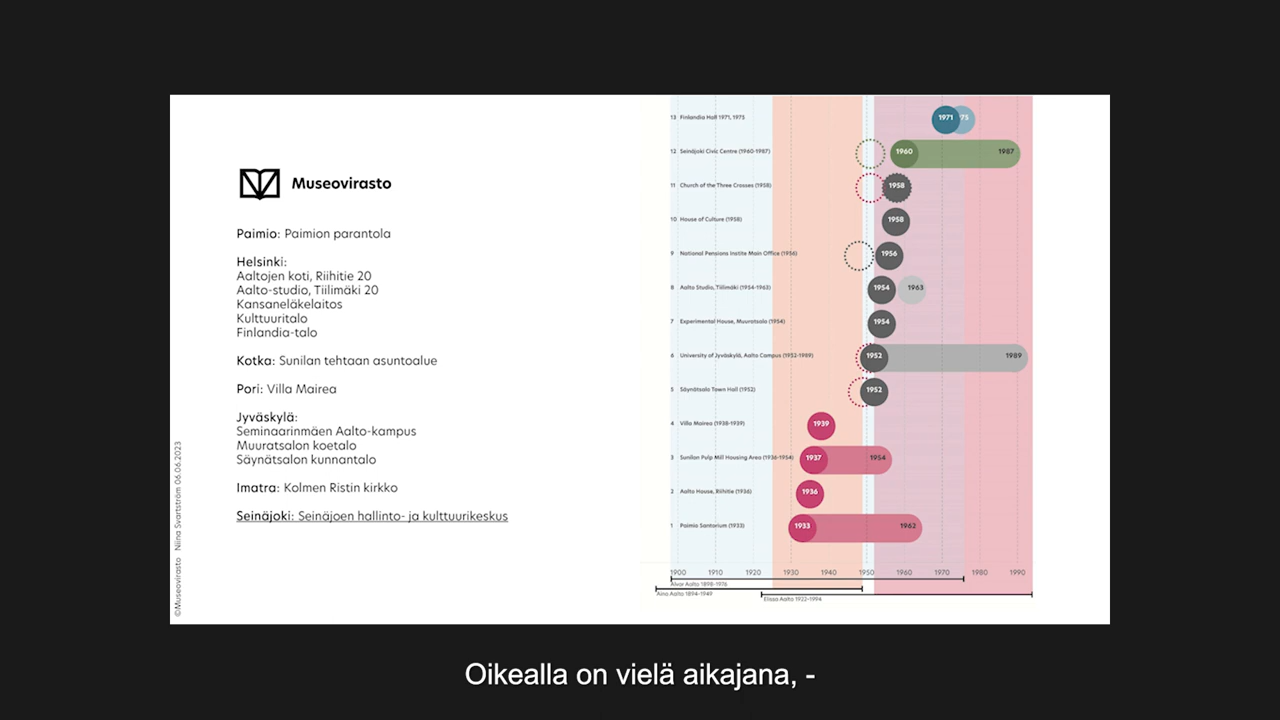 Museovirasto
Paimio: Paimion parantola
Helsinki:
Aaltojen koti, Riihitie 20
Aalto-studio, Tiilimäki 20
Kansaneläkelaitos
Kulttuuritalo
Finlandia-talo
Kotka: Sunilan tehtaan asuntoalue
Pori: Villa Mairea
Jyväskylä:
Seminaarinmäen Aalto-kampus
Muuratsalon koetalo
Säynätsalon kunnantalo
Imatra: Kolmen Ristin kirkko
Seinäjoki: Seinäjoen hallinto- ja kulttuurikeskus
©Museovirasto Niina Svartström 06.06.2023
13 Finlandia Hall 1971, 1975 1971 75
12 Seinäjoki Civic Centre (1960-1987) 1960 1987
11 Church of the Three Crosses (1958) 1958
10 House of Culture (1958) 1958
9 National Pensions Institte Main Office (1956) 1956
8 Aalto Studio, Tiilimäki (1954-1963) 1954 1963
7 Experimental House, Muuratsalo (1954) 1954
6 University of Jyväskylä, Aalto Campus (1952-1989) 1952 1989
5 Säynätsalo Town Hall (1952) 1952
4 Villa Mairea (1938-1939) 1939
3 Sunilan Pulp Mill Housing Area (1936-1954) 1937 1954
2 Aalto House, Riihitie (1936) 1936
1 Paimio Santorium (1933) 1933 1962
1900 1910 1920 1930 1940 1950 1960 1970 1980 1990
Alvar Aalto 1898-1976
Aino Aalto 1894-1949
Elissa Aalto 1922-1994
Oikealla on vielä aikajana, -